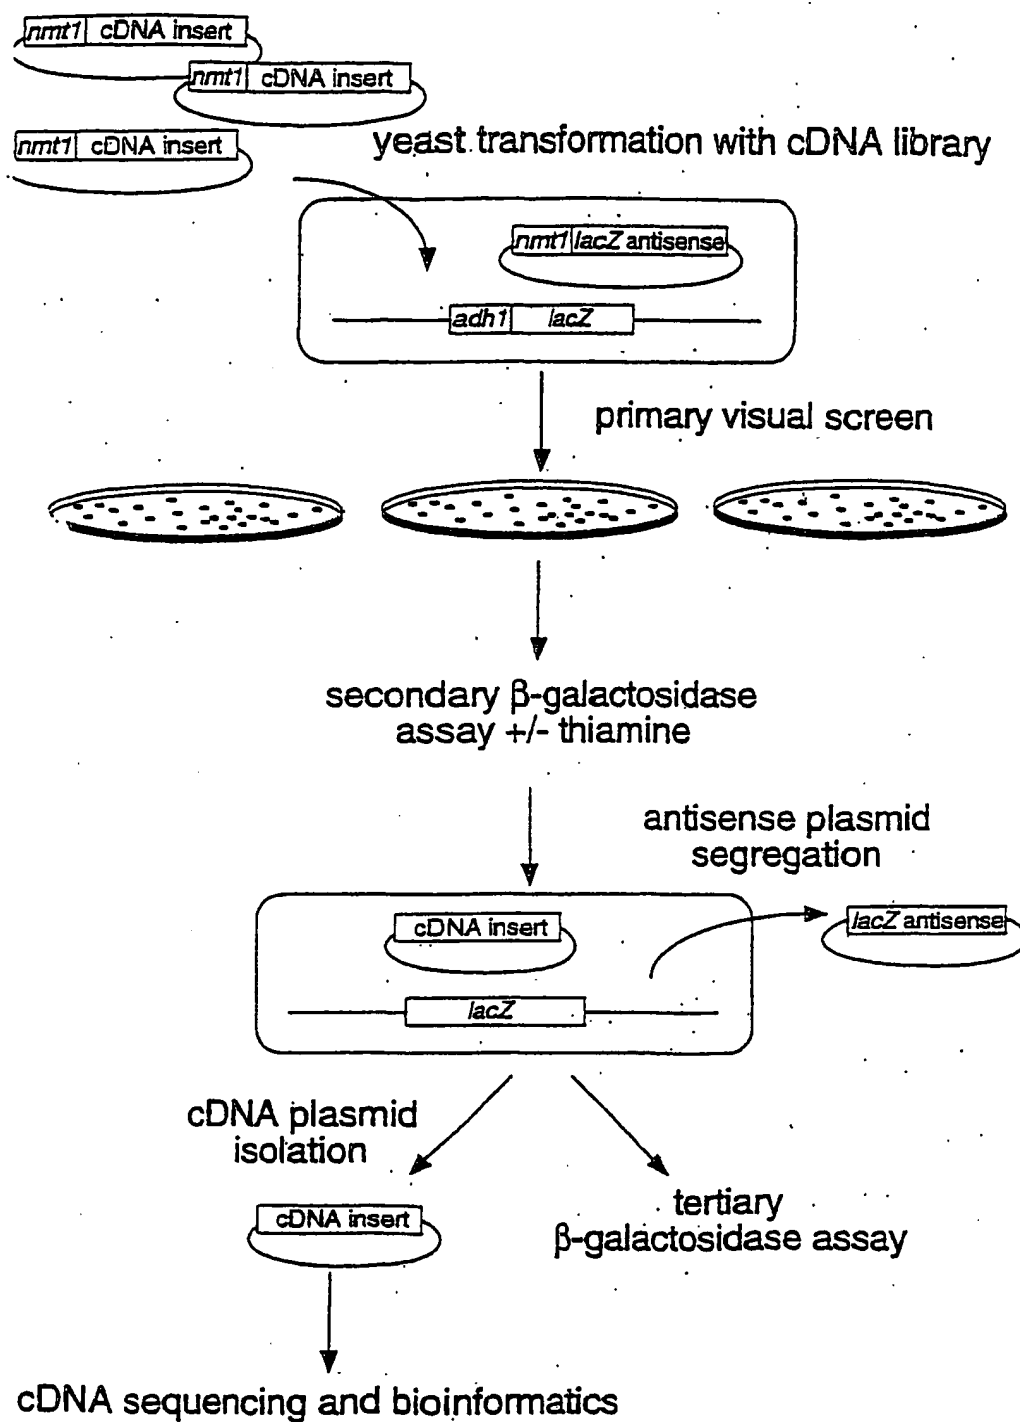 nmt1 cDNA insert
nmt1 cDNA insert
nmt1 cDNA insert
yeast transformation with cDNA library
nmt1 lacZ antisense
adh1 lacZ
primary visual screen
secondary β-galactosidase
assay +/- thiamine
antisense plasmid
segregation
cDNA insert
lacZ antisense
lacZ
cDNA plasmid
isolation
cDNA insert
tertiary
β-galactosidase assay
cDNA sequencing and bioinformatics